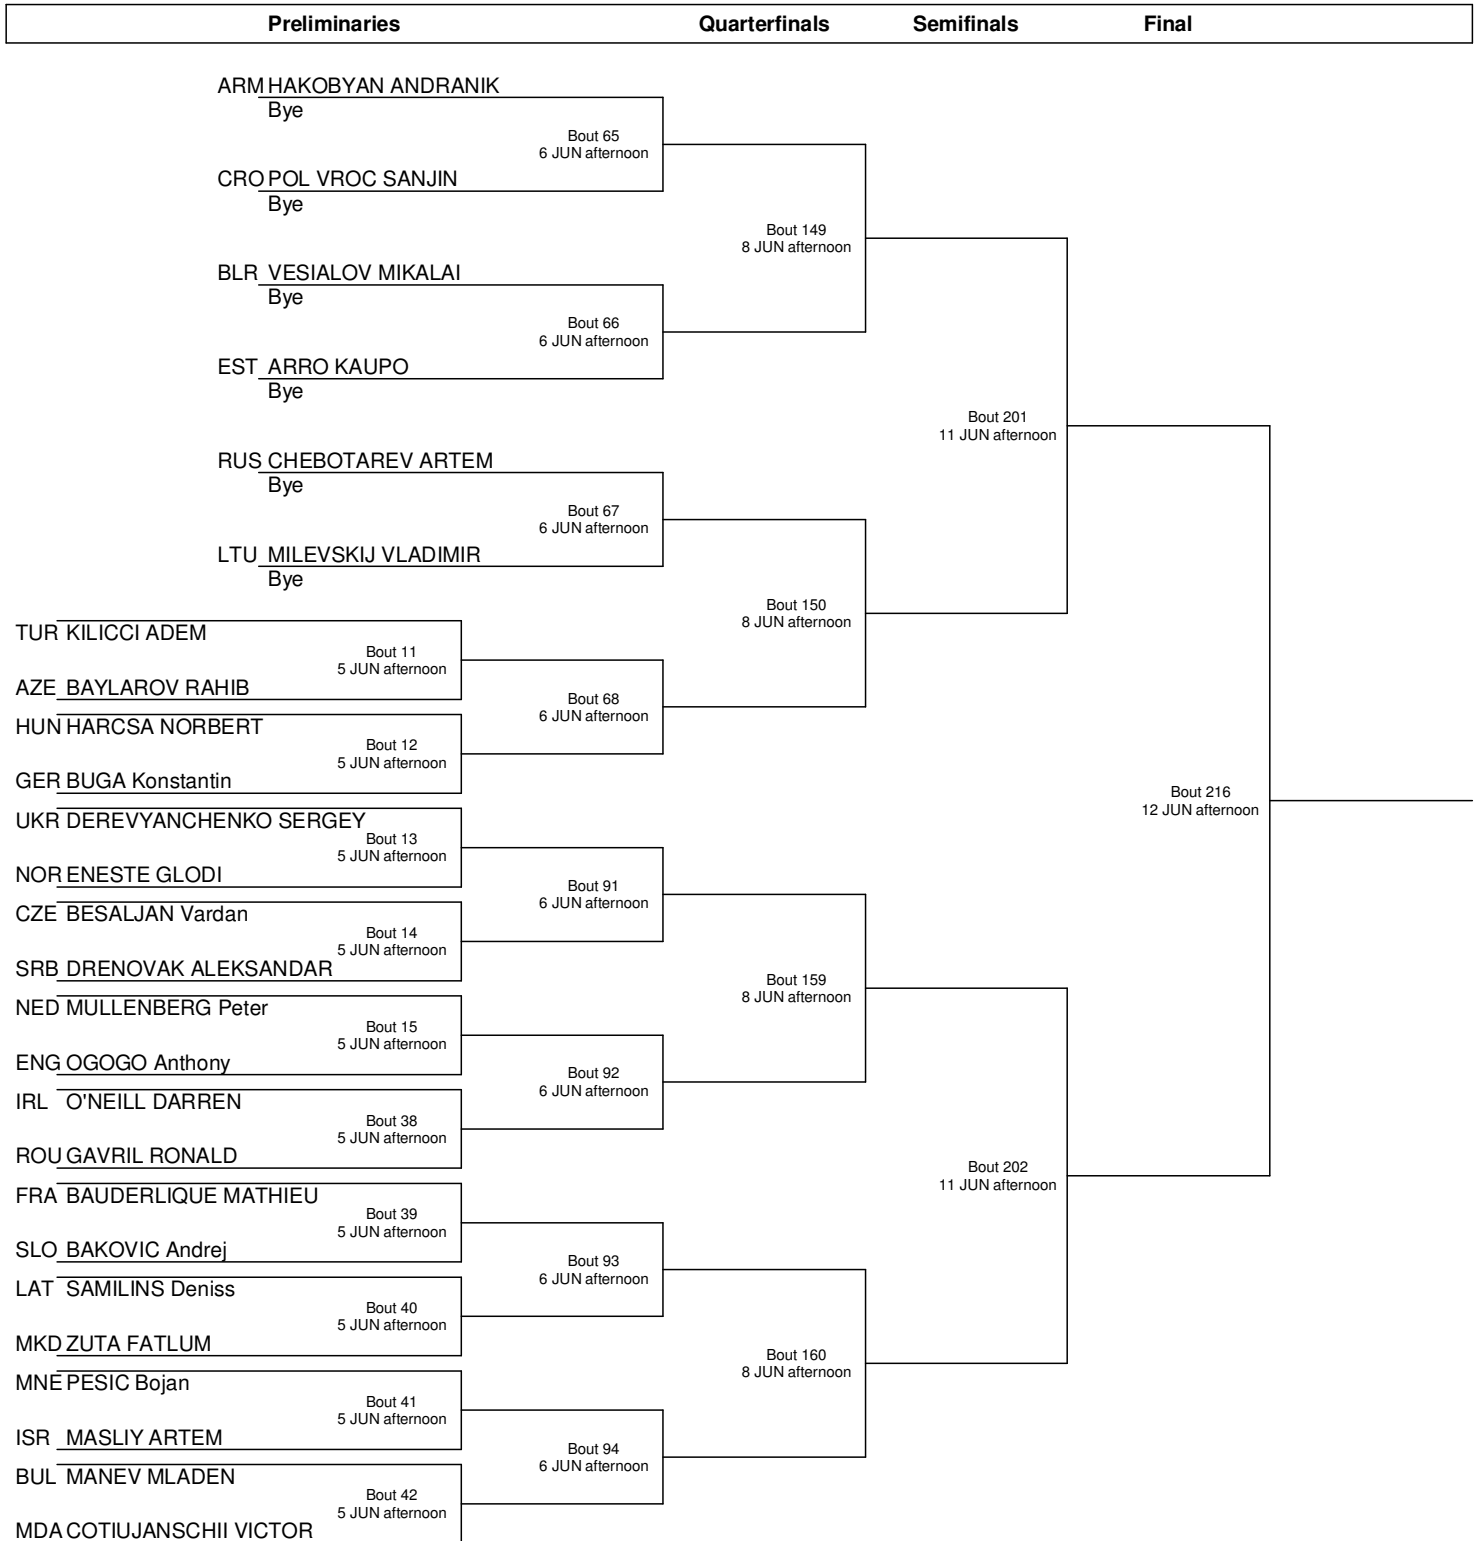 Preliminaries Quarterfinals Semifinals Final
ARM HAKOBYAN ANDRANIK
Bye
Bout 65
6 JUN afternoon
CRO POL VROC SANJIN
Bye
Bout 149
8 JUN afternoon
BLR VESIALOV MIKALAI
Bye
Bout 66
6 JUN afternoon
EST ARRO KAUPO
Bye
Bout 201
11 JUN afternoon
RUS CHEBOTAREV ARTEM
Bye
Bout 67
6 JUN afternoon
LTU MILEVSKIJ VLADIMIR
Bye
Bout 150
8 JUN afternoon
TUR KILICCI ADEM
Bout 11
5 JUN afternoon
AZE BAYLAROV RAHIB
Bout 68
6 JUN afternoon
HUN HARCSA NORBERT
Bout 12
5 JUN afternoon
GER BUGA Konstantin
Bout 216
12 JUN afternoon
UKR DEREVYANCHENKO SERGEY
Bout 13
5 JUN afternoon
NOR ENESTE GLODI
Bout 91
6 JUN afternoon
CZE BESALJAN Vardan
Bout 14
5 JUN afternoon
SRB DRENOVAK ALEKSANDAR
Bout 159
8 JUN afternoon
NED MULLENBERG Peter
Bout 15
5 JUN afternoon
ENG OGOGO Anthony
Bout 92
6 JUN afternoon
IRL O'NEILL DARREN
Bout 38
5 JUN afternoon
ROU GAVRIL RONALD
Bout 202
11 JUN afternoon
FRA BAUDERLIQUE MATHIEU
Bout 39
5 JUN afternoon
SLO BAKOVIC Andrej
Bout 93
6 JUN afternoon
LAT SAMILINS Deniss
Bout 40
5 JUN afternoon
MKD ZUTA FATLUM
Bout 160
8 JUN afternoon
MNE PESIC Bojan
Bout 41
5 JUN afternoon
ISR MASLIY ARTEM
Bout 94
6 JUN afternoon
BUL MANEV MLADEN
Bout 42
5 JUN afternoon
MDA COTIUJANSCHII VICTOR